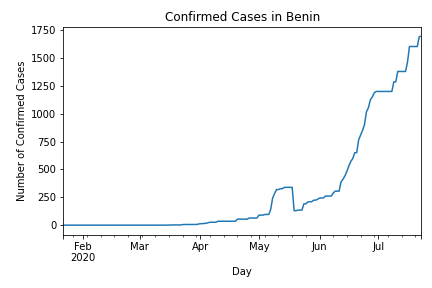 Confirmed Cases in Benin
Number of Confirmed Cases
1750
1500
1250
1000
750
500
250
0
Feb Mar Apr May Jun Jul
2020
Day